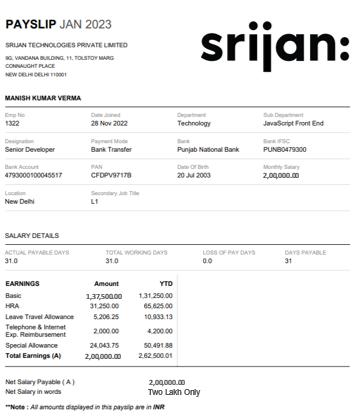 PAYSLIP JAN 2023
srijan:
SRIJAN TECHNOLOGIES PRIVATE LIMITED
9G, VANDANA BUILDING, 11, TOLSTOY MARG
CONNAUGHT PLACE
NEW DELHI DELHI 110001
MANISH KUMAR VERMA
Emp No Date Joined Department Sub Department
1322 28 Nov 2022 Technology JavaScript Front End
Designation Payment Mode Bank Bank IFSC
Senior Developer Bank Transfer Punjab National Bank PUNB0479300
Bank Account PAN Date Of Birth Monthly Salary
4793000100045517 CFDPV9717B 20 Jul 2003 2,00,000.00
Location Secondary Job Title
New Delhi L1
SALARY DETAILS
ACTUAL PAYABLE DAYS TOTAL WORKING DAYS LOSS OF PAY DAYS DAYS PAYABLE
31.0 31.0 0.0 31
EARNINGS Amount YTD
Basic 1,37,500.00 1,31,250.00
HRA 31,250.00 65,625.00
Leave Travel Allowance 5,206.25 10,933.13
Telephone & Internet
Exp. Reimbursement 2,000.00 4,200.00
Special Allowance 24,043.75 50,491.88
Total Earnings (A) 2,00,000.00 2,62,500.01
Net Salary Payable ( A ) 2,00,000.00
Net Salary in words Two Lakh Only
**Note : All amounts displayed in this payslip are in INR